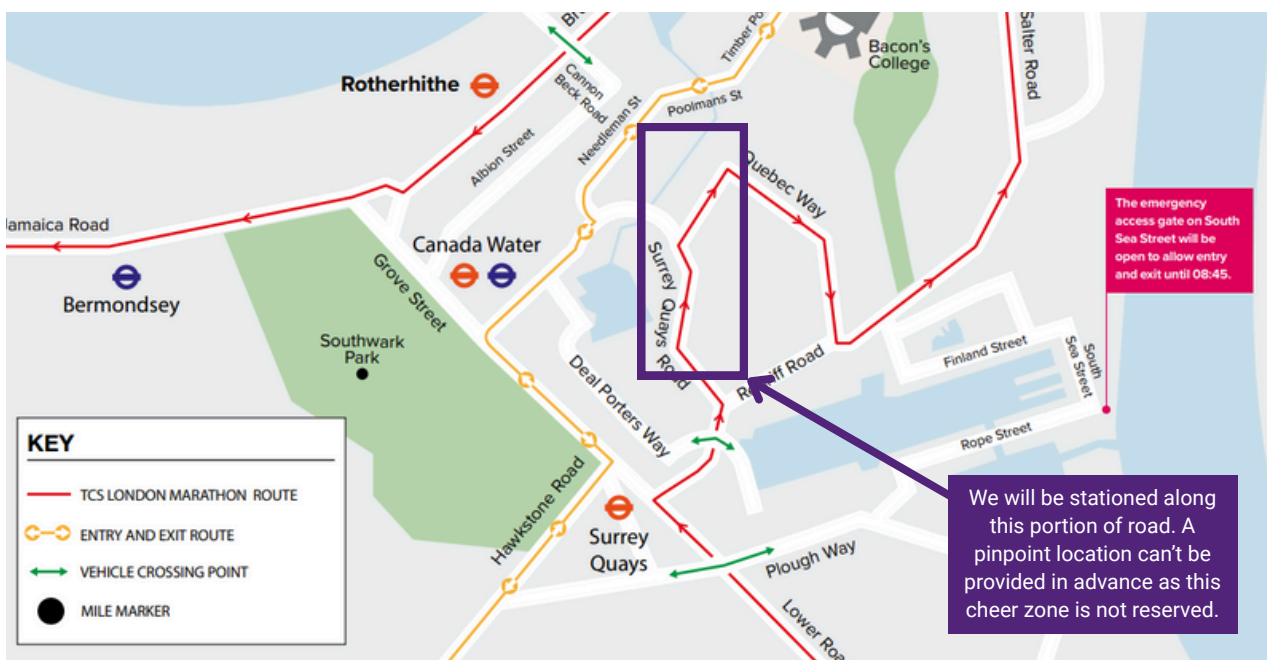 Br
Rotherhithe
Cannon
Beck Road
Timber Po
Bacon's
College
Salter Road
Poolmans St
Needleman St
Albion Street
Quebec Way
Jamaica Road
Canada Water
Bermondsey
Grove Street
Surrey Quays Road
The emergency
access gate on South
Sea Street will be
open to allow entry
and exit until 08:45.
Southwark
Park
Deal Porters Way
Re iff Road
Finland Street
South
Sea Street
Rope Street
KEY
TCS LONDON MARATHON ROUTE
ENTRY AND EXIT ROUTE
VEHICLE CROSSING POINT
MILE MARKER
Hawkstone Road
Surrey
Quays
Plough Way
Lower Roa
We will be stationed along
this portion of road. A
pinpoint location can't be
provided in advance as this
cheer zone is not reserved.